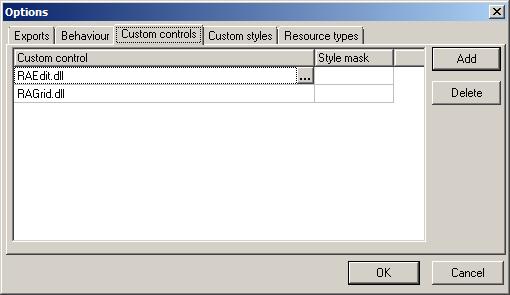 Options
Exports Behaviour Custom controls Custom styles Resource types
Custom control Style mask
RAEdit.dll ...
RAGrid.dll
Add
Delete
OK Cancel